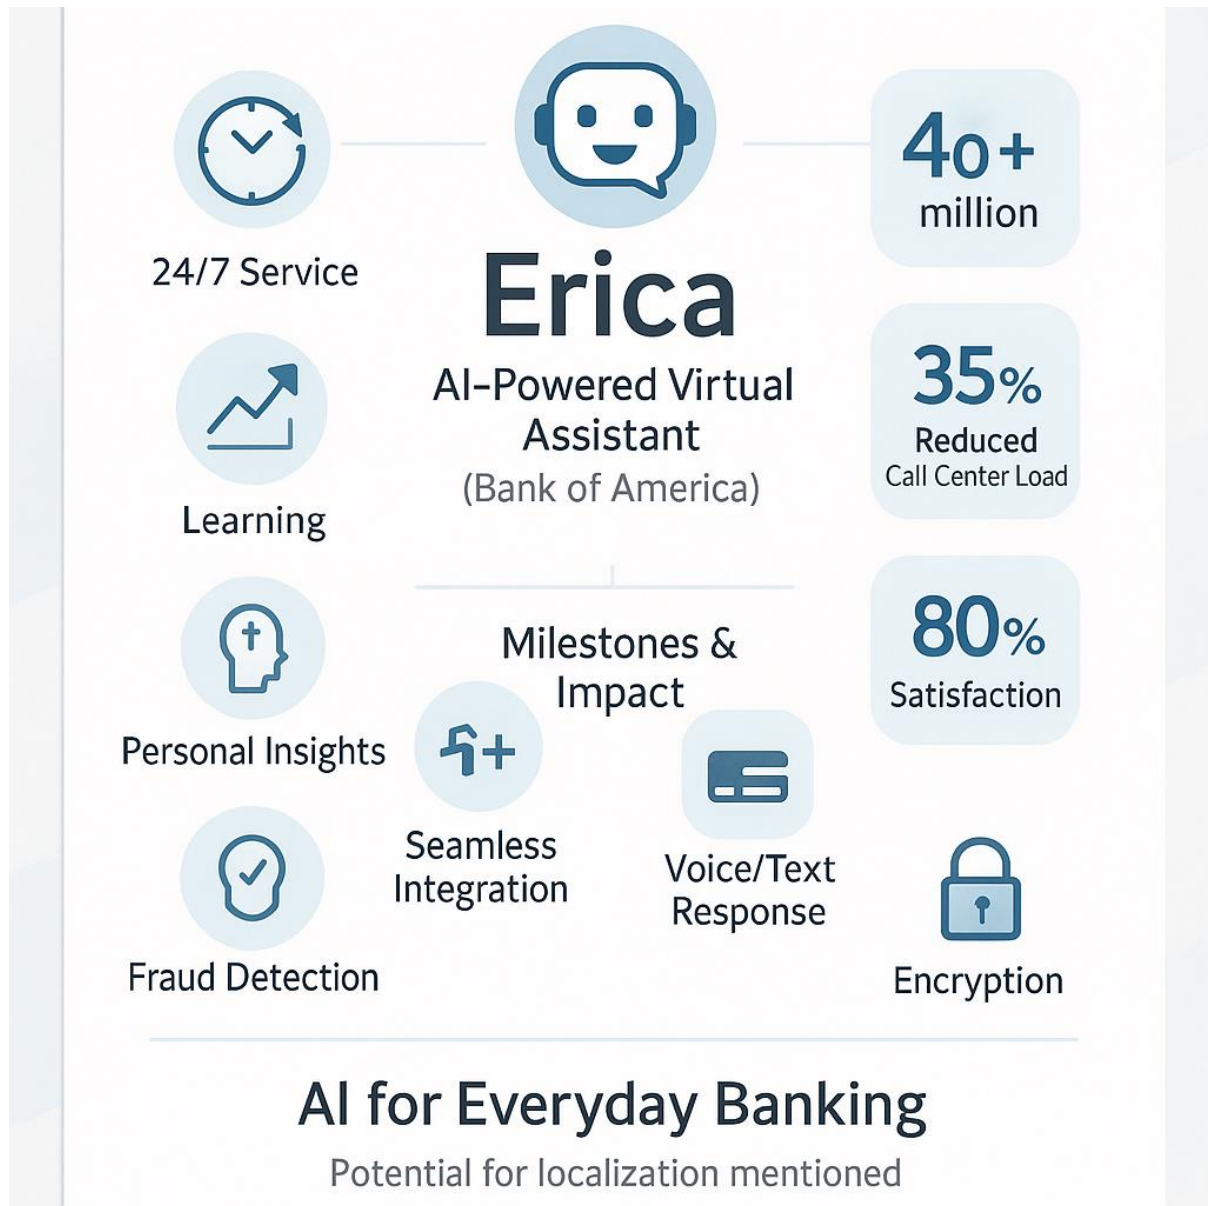 24/7 Service
Learning
Personal Insights
Fraud Detection
Erica
AI-Powered Virtual
Assistant
(Bank of America)
Milestones &
Impact
Seamless
Integration
Voice/Text
Response
40+
million
35%
Reduced
Call Center Load
80%
Satisfaction
Encryption
AI for Everyday Banking
Potential for localization mentioned